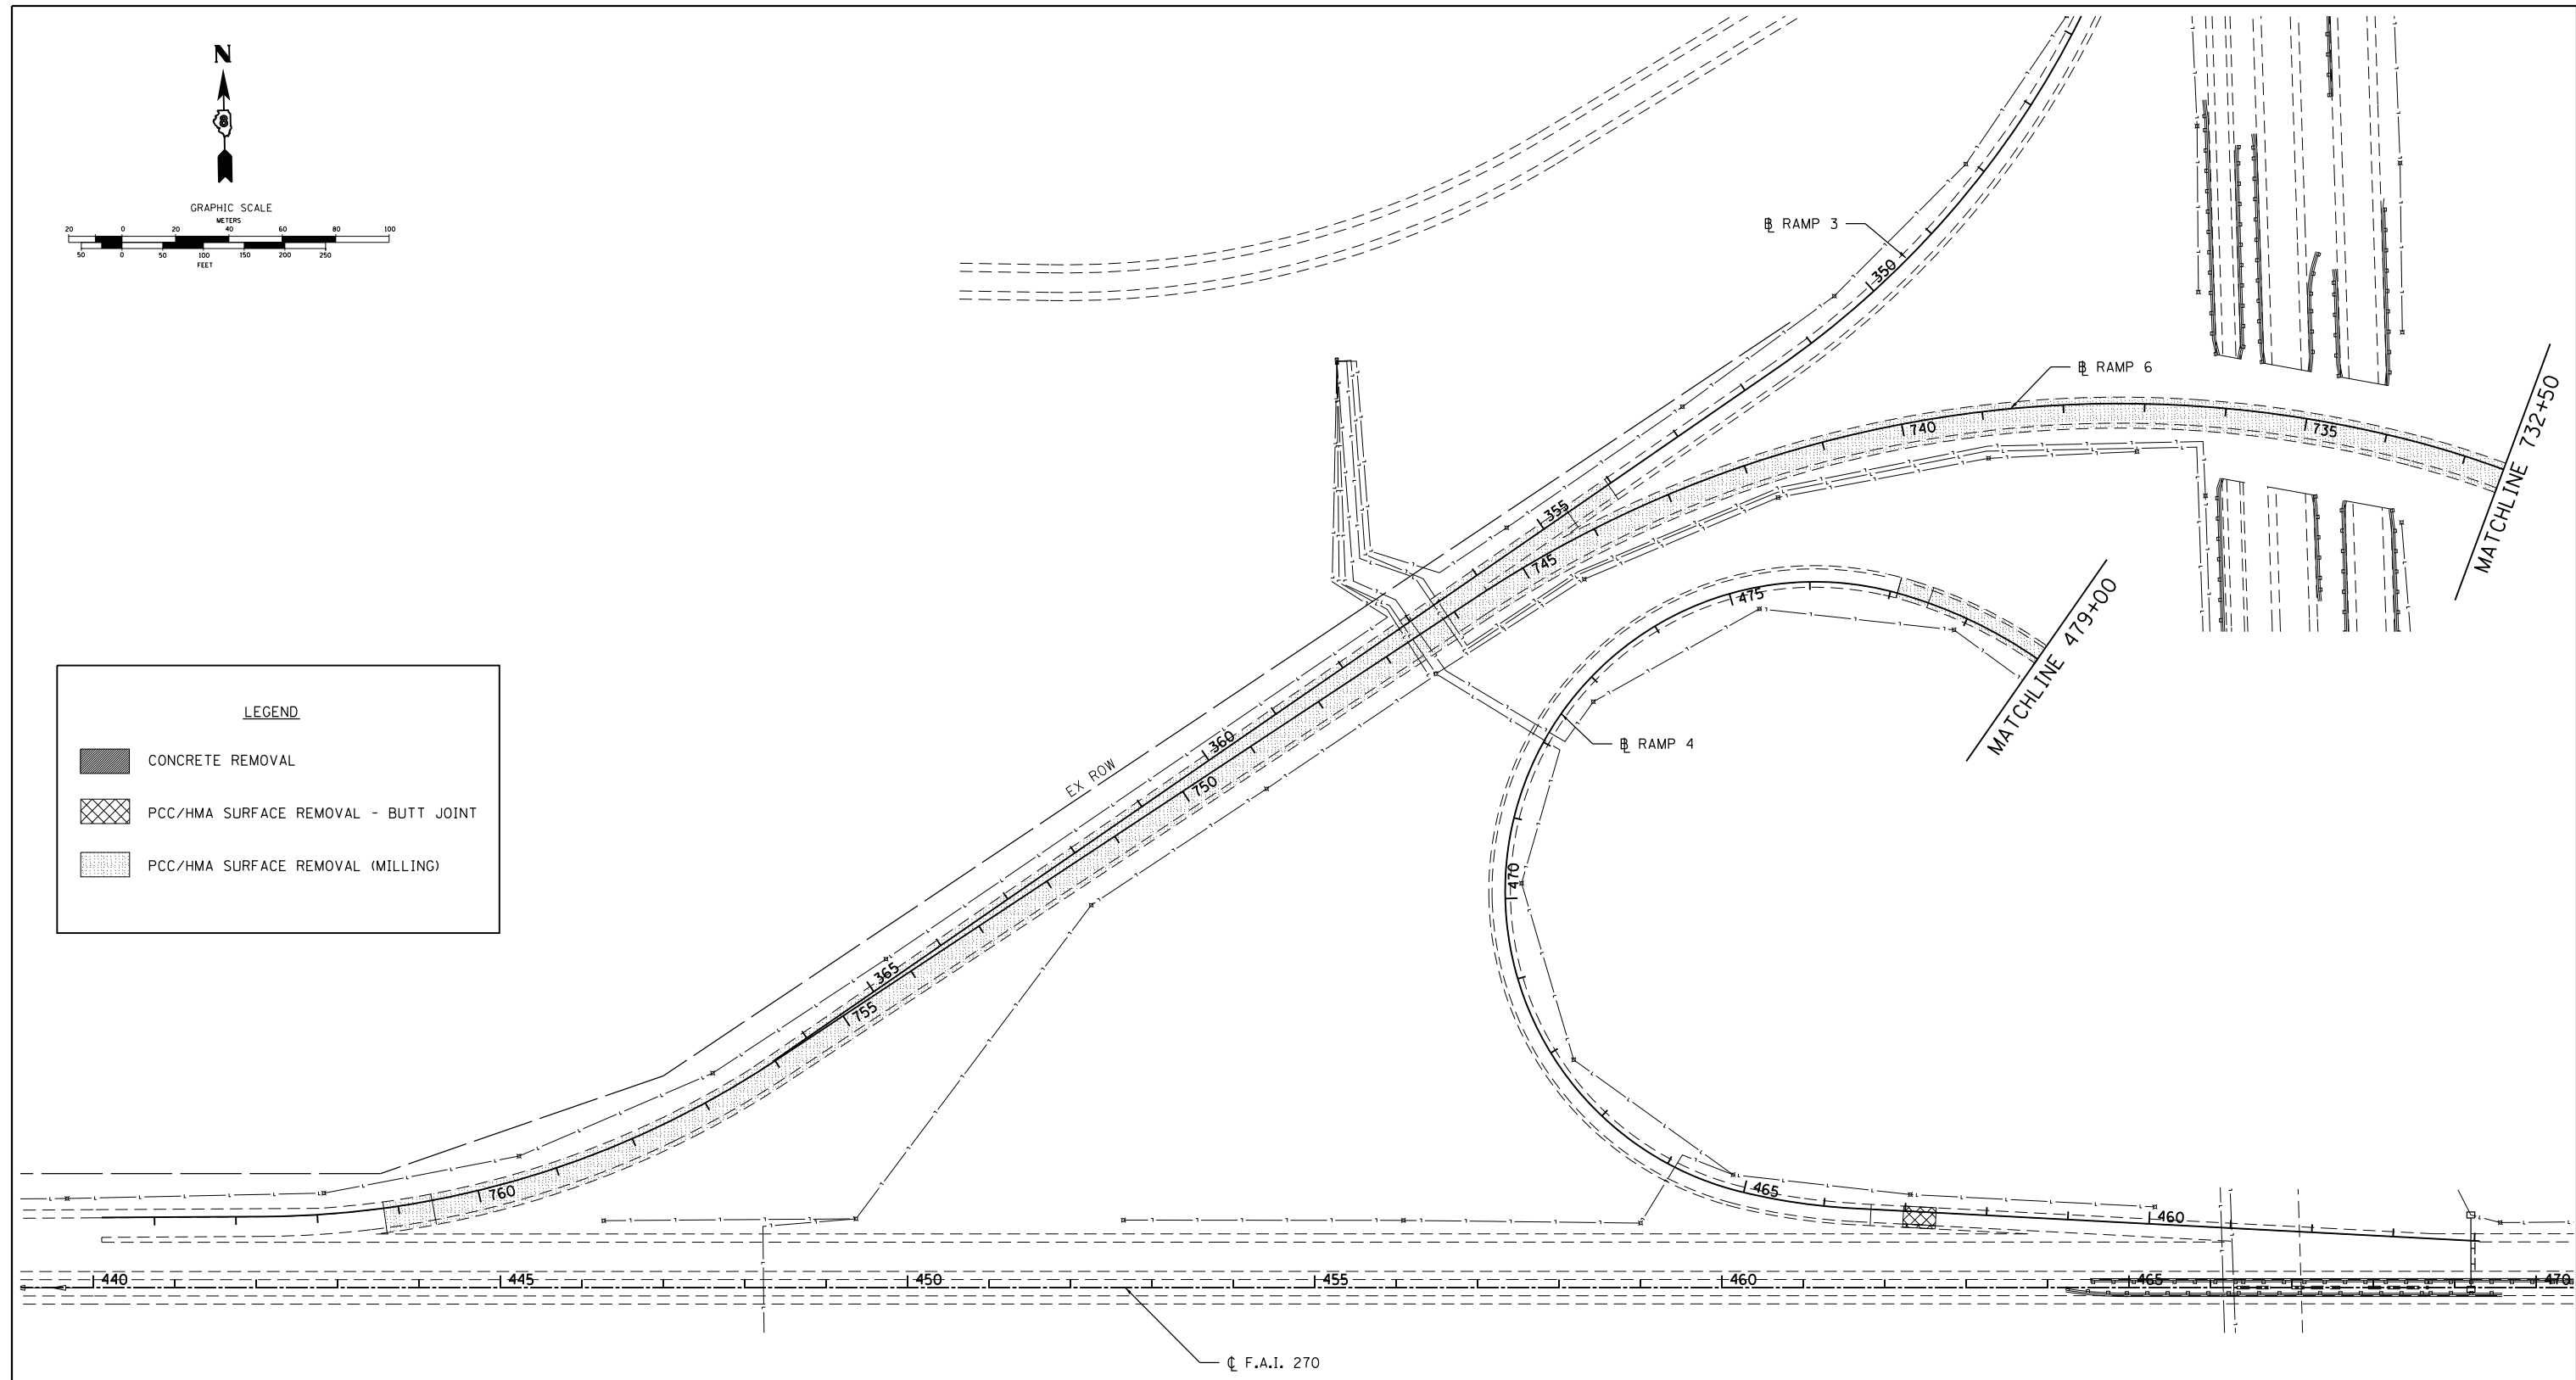 N
8
GRAPHIC SCALE
METERS
20 0 20 40 60 80 100
50 0 50 100 150 200 250
FEET
℄ RAMP 3
350
℄ RAMP 6
740
735
MATCHLINE 732+50
355
745
475
MATCHLINE 479+00
℄ RAMP 4
EX ROW
360
750
470
LEGEND
CONCRETE REMOVAL
PCC/HMA SURFACE REMOVAL - BUTT JOINT
PCC/HMA SURFACE REMOVAL (MILLING)
365
755
760
465
460
440
445
450
455
460
465
470
℄ F.A.I. 270